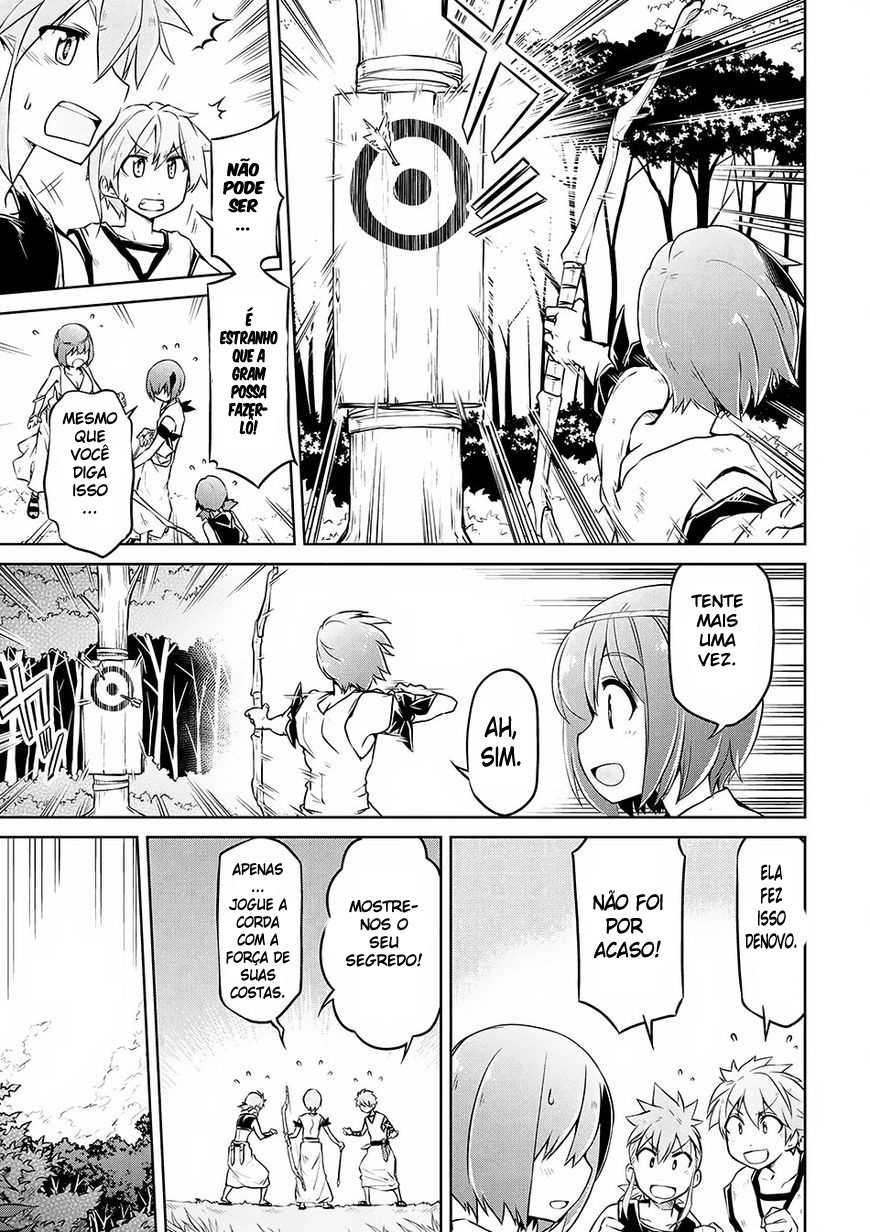 NÃO
PODE
SER
...
É
ESTRANHO
QUE A
GRAM
POSSA
FAZER-
LO!
MESMO
QUE
VOCÊ
DIGA
ISSO
...
TENTE
MAIS
UMA
VEZ.
AH,
SIM.
ELA
FEZ
ISSO
DENOVO.
NÃO FOI
POR
ACASO!
MOSTRE-
NOS O
SEU
SEGREDO!
APENAS
...
JOGUE A
CORDA
COM A
FORÇA DE
SUAS
COSTAS.